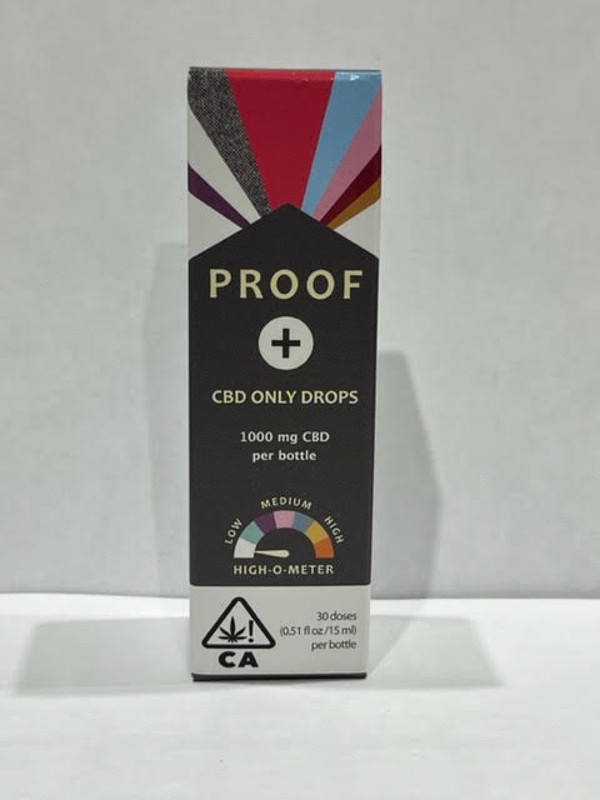 PROOF
+
CBD ONLY DROPS
1000 mg CBD
per bottle
LOW MEDIUM HIGH
HIGH-O-METER
!
CA
30 doses
(0.51 fl oz/15 ml)
per bottle